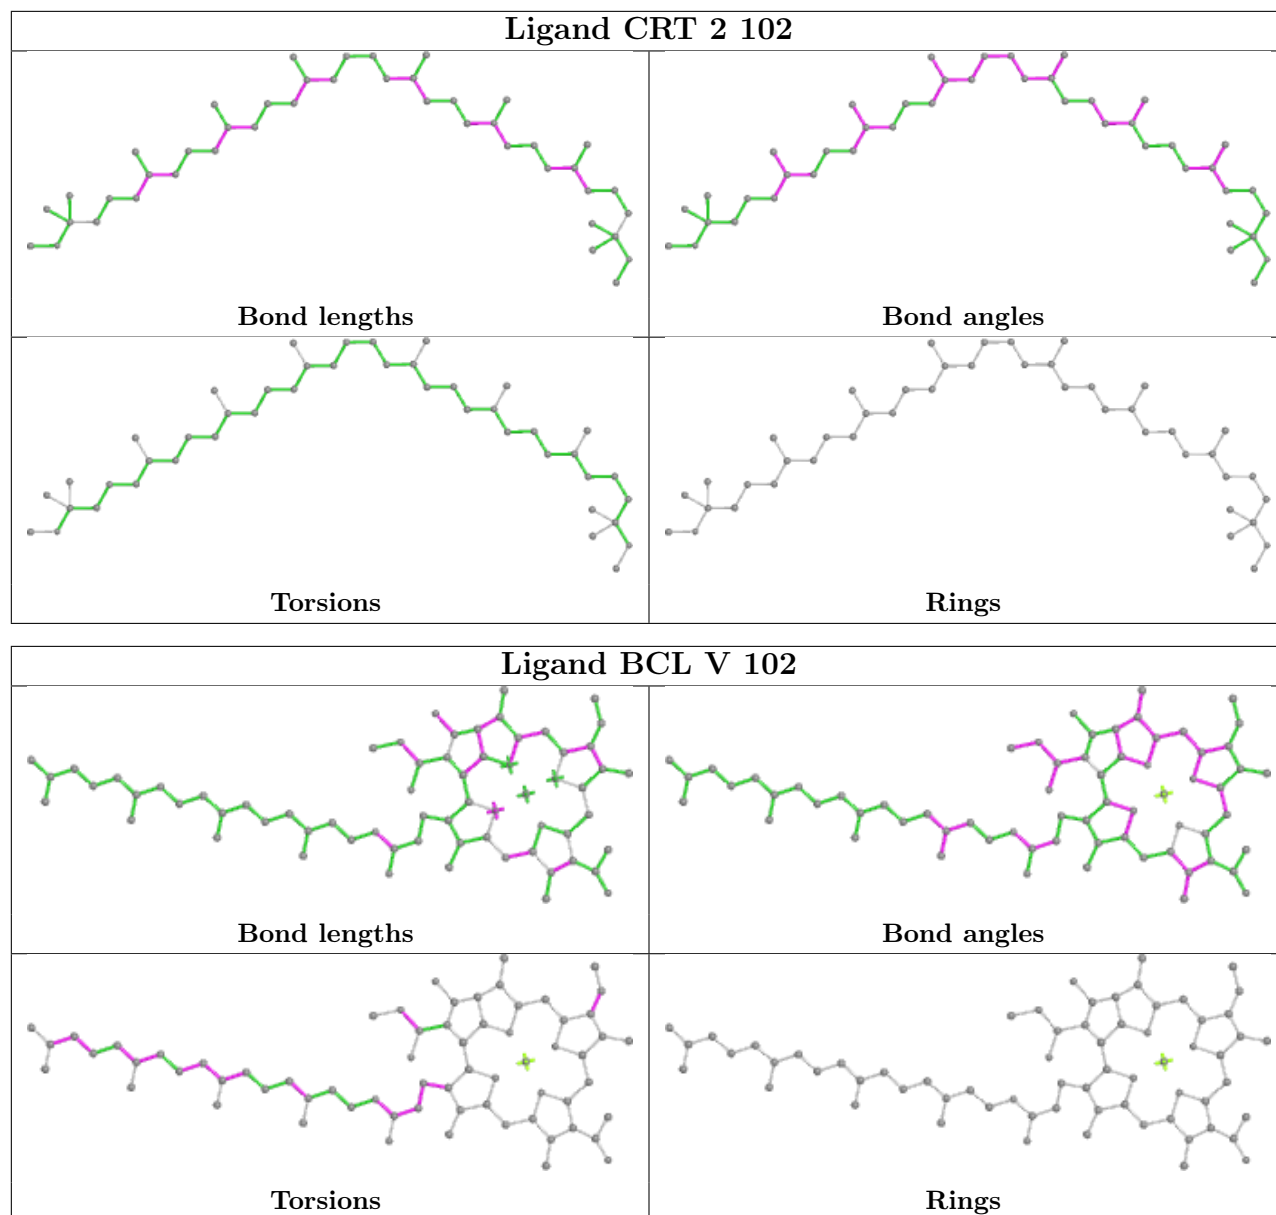 Ligand CRT 2 102
Bond lengths
Bond angles
Torsions
Rings
Ligand BCL V 102
Bond lengths
Bond angles
Torsions
Rings